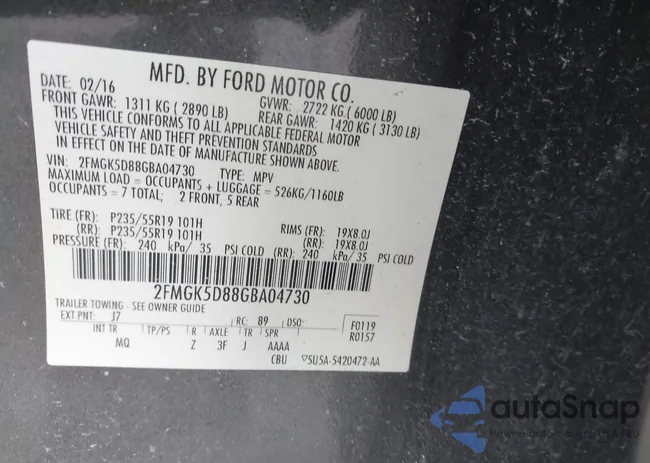 MFD. BY FORD MOTOR CO.
DATE: 02/16 GVWR: 2722 KG.( 6000 LB)
FRONT GAWR: 1311 KG ( 2890 LB) REAR GAWR: 1420 KG ( 3130 LB)
THIS VEHICLE CONFORMS TO ALL APPLICABLE FEDERAL MOTOR
VEHICLE SAFETY AND THEFT PREVENTION STANDARDS
IN EFFECT ON THE DATE OF MANUFACTURE SHOWN ABOVE.
VIN: 2FMGK5D88GBA04730 TYPE: MPV
MAXIMUM LOAD = OCCUPANTS + LUGGAGE = 526KG/1160LB
OCCUPANTS = 7 TOTAL; 2 FRONT, 5 REAR
TIRE (FR): P235/55R19 101H RIMS (FR): 19X8.0J
(RR): P235/55R19 101H (RR): 19X8.0J
PRESSURE (FR): 240 kPa/ 35 PSI COLD (RR): 240 kPa/ 35 PSI COLD
2FMGK5D88GBA04730
TRAILER TOWING - SEE OWNER GUIDE
EXT PNT: J7 RC: 89 DSO: F0119
R0157
INT TR TP/PS R AXLE TR SPR
MQ Z 3F J AAAA
CBU 5U5A-5420472-AA
autoSnap